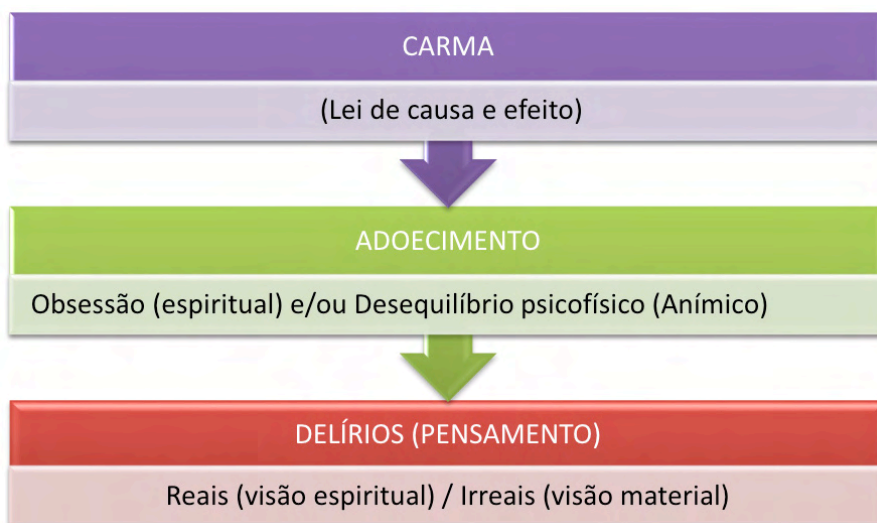 CARMA
(Lei de causa e efeito)
ADOECIMENTO
Obsessão (espiritual) e/ou Desequilíbrio psicofísico (Anímico)
DELÍRIOS (PENSAMENTO)
Reais (visão espiritual) / Irreais (visão material)